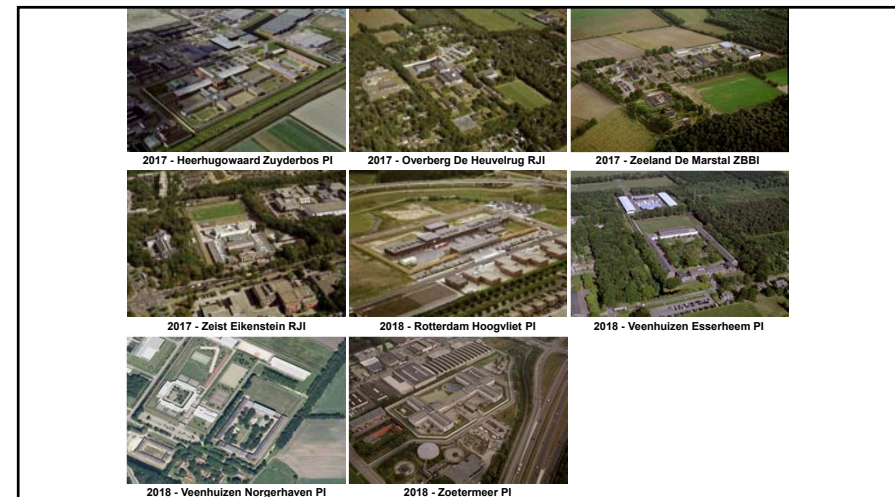 2017 - Heerhugowaard Zuyderbos PI
2017 - Overberg De Heuvelrug RJI
2017 - Zeeland De Marstal ZBBI
2017 - Zeist Eikenstein RJI
2018 - Rotterdam Hoogvliet PI
2018 - Veenhuizen Esserheem PI
2018 - Veenhuizen Norgerhaven PI
2018 - Zoetermeer PI